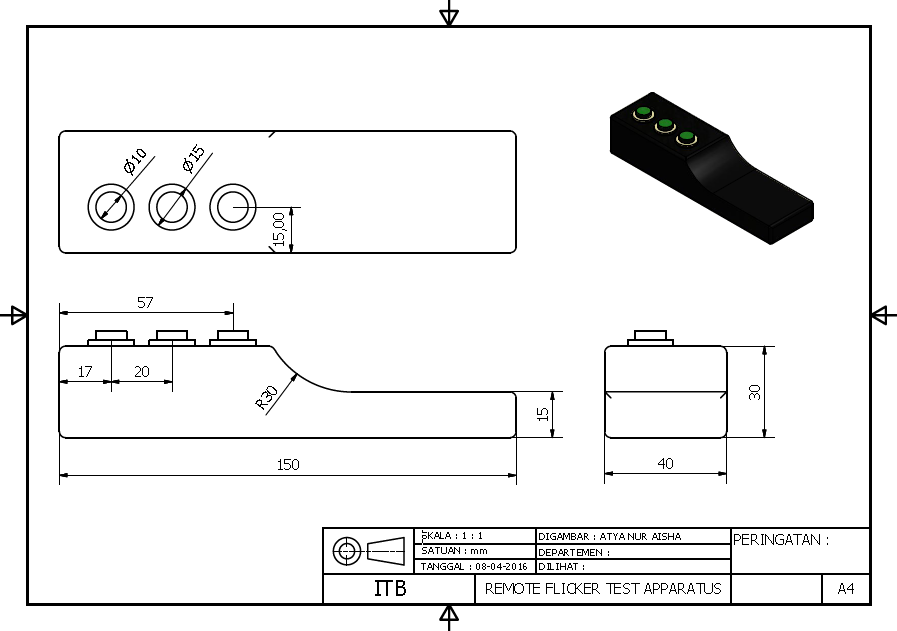 Ø10
Ø15
15,00
57
17
20
R30
15
150
30
40
SKALA : 1 : 1
SATUAN : mm
TANGGAL : 08-04-2016
DIGAMBAR : ATYA NUR AISHA
DEPARTEMEN :
DILIHAT :
PERINGATAN :
ITB
REMOTE FLICKER TEST APPARATUS
A4